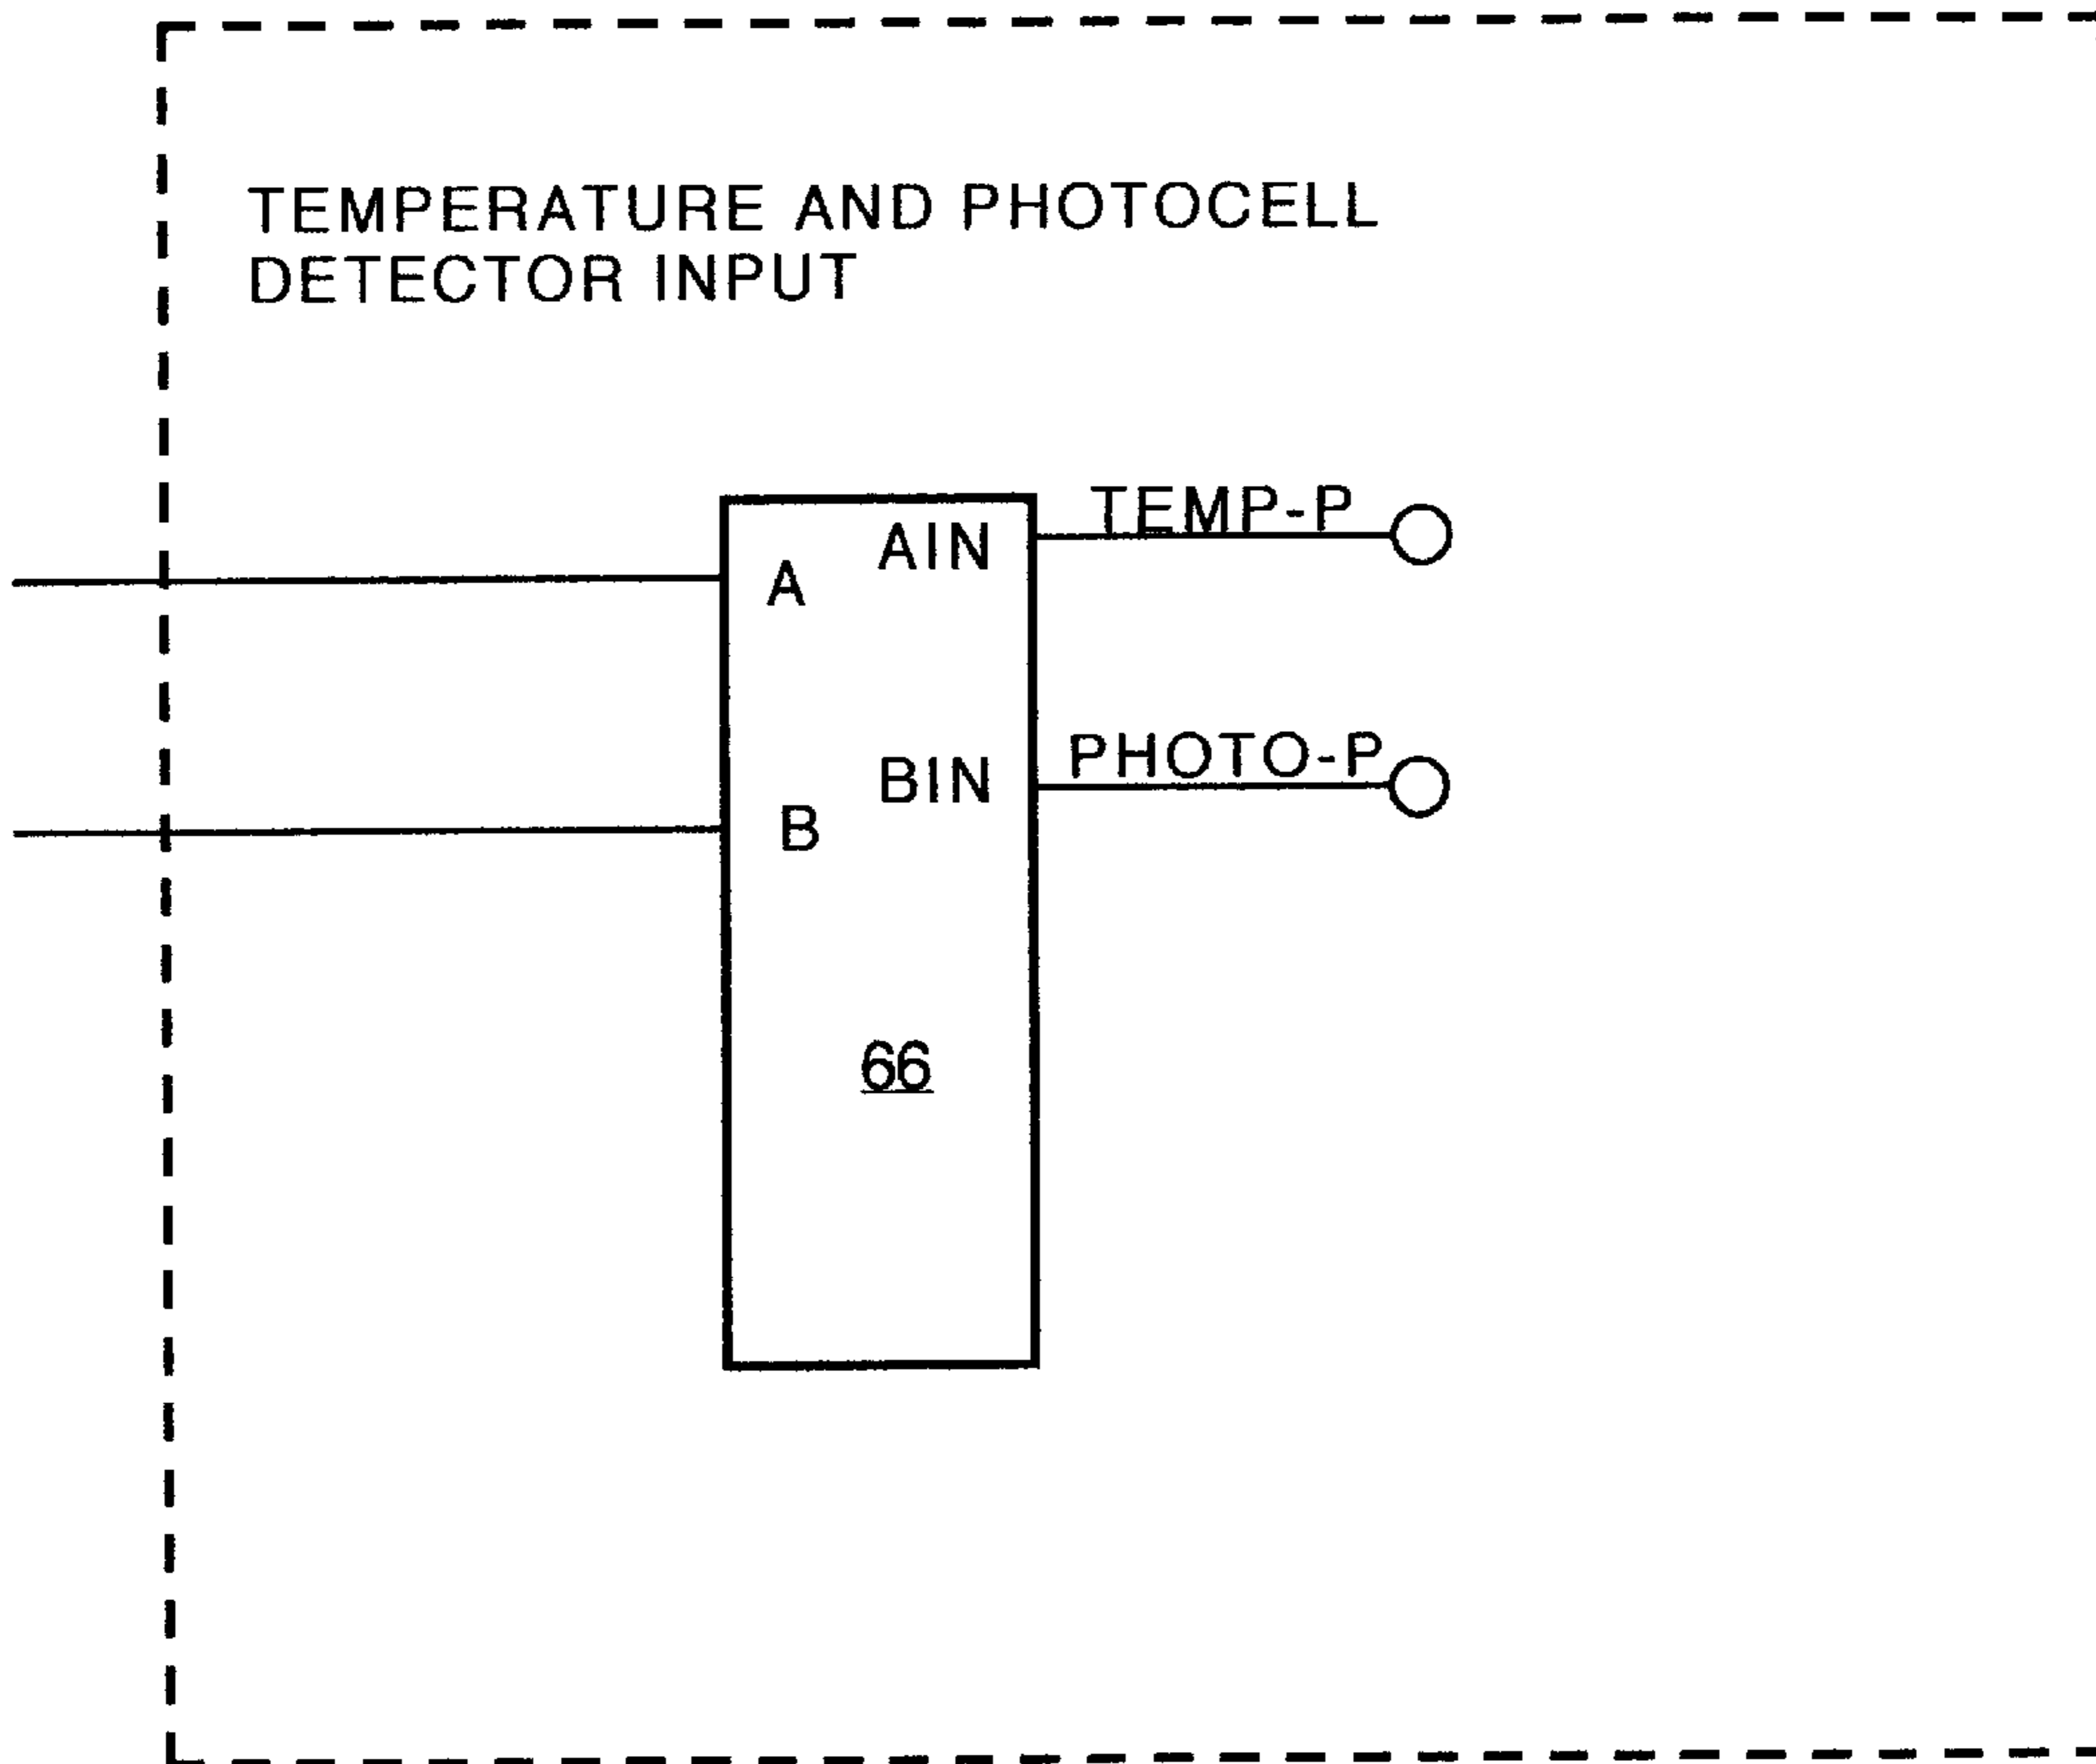 TEMPERATURE AND PHOTOCELL
DETECTOR INPUT
TEMP-P
AIN
A
PHOTO-P
BIN
B
66